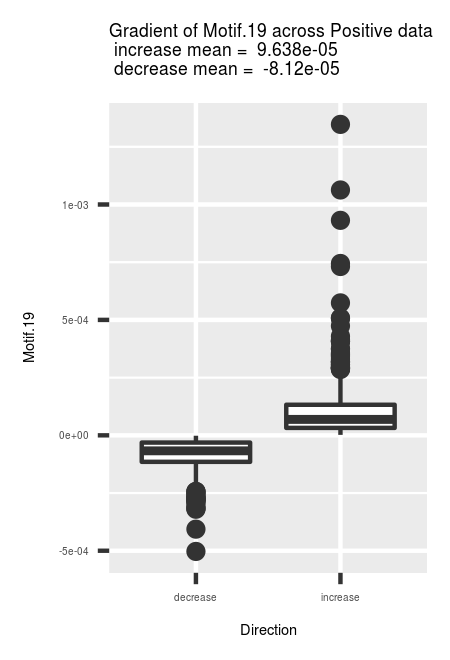 Gradient of Motif.19 across Positive data
increase mean =  9.638e-05
decrease mean =  -8.12e-05
1e-03
5e-04
0e+00
-5e-04
Motif.19
decrease
increase
Direction